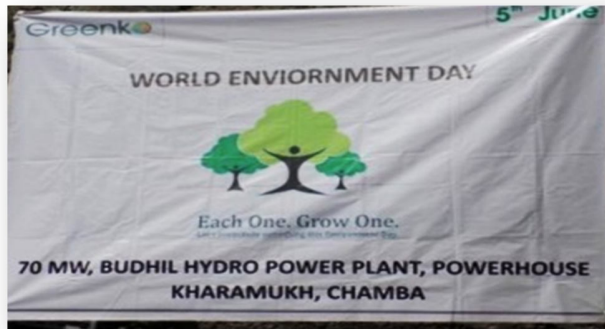 Greenko
5th June
WORLD ENVIORNMENT DAY
Each One. Grow One.
70 MW, BUDHIL HYDRO POWER PLANT, POWERHOUSE
KHARAMUKH, CHAMBA